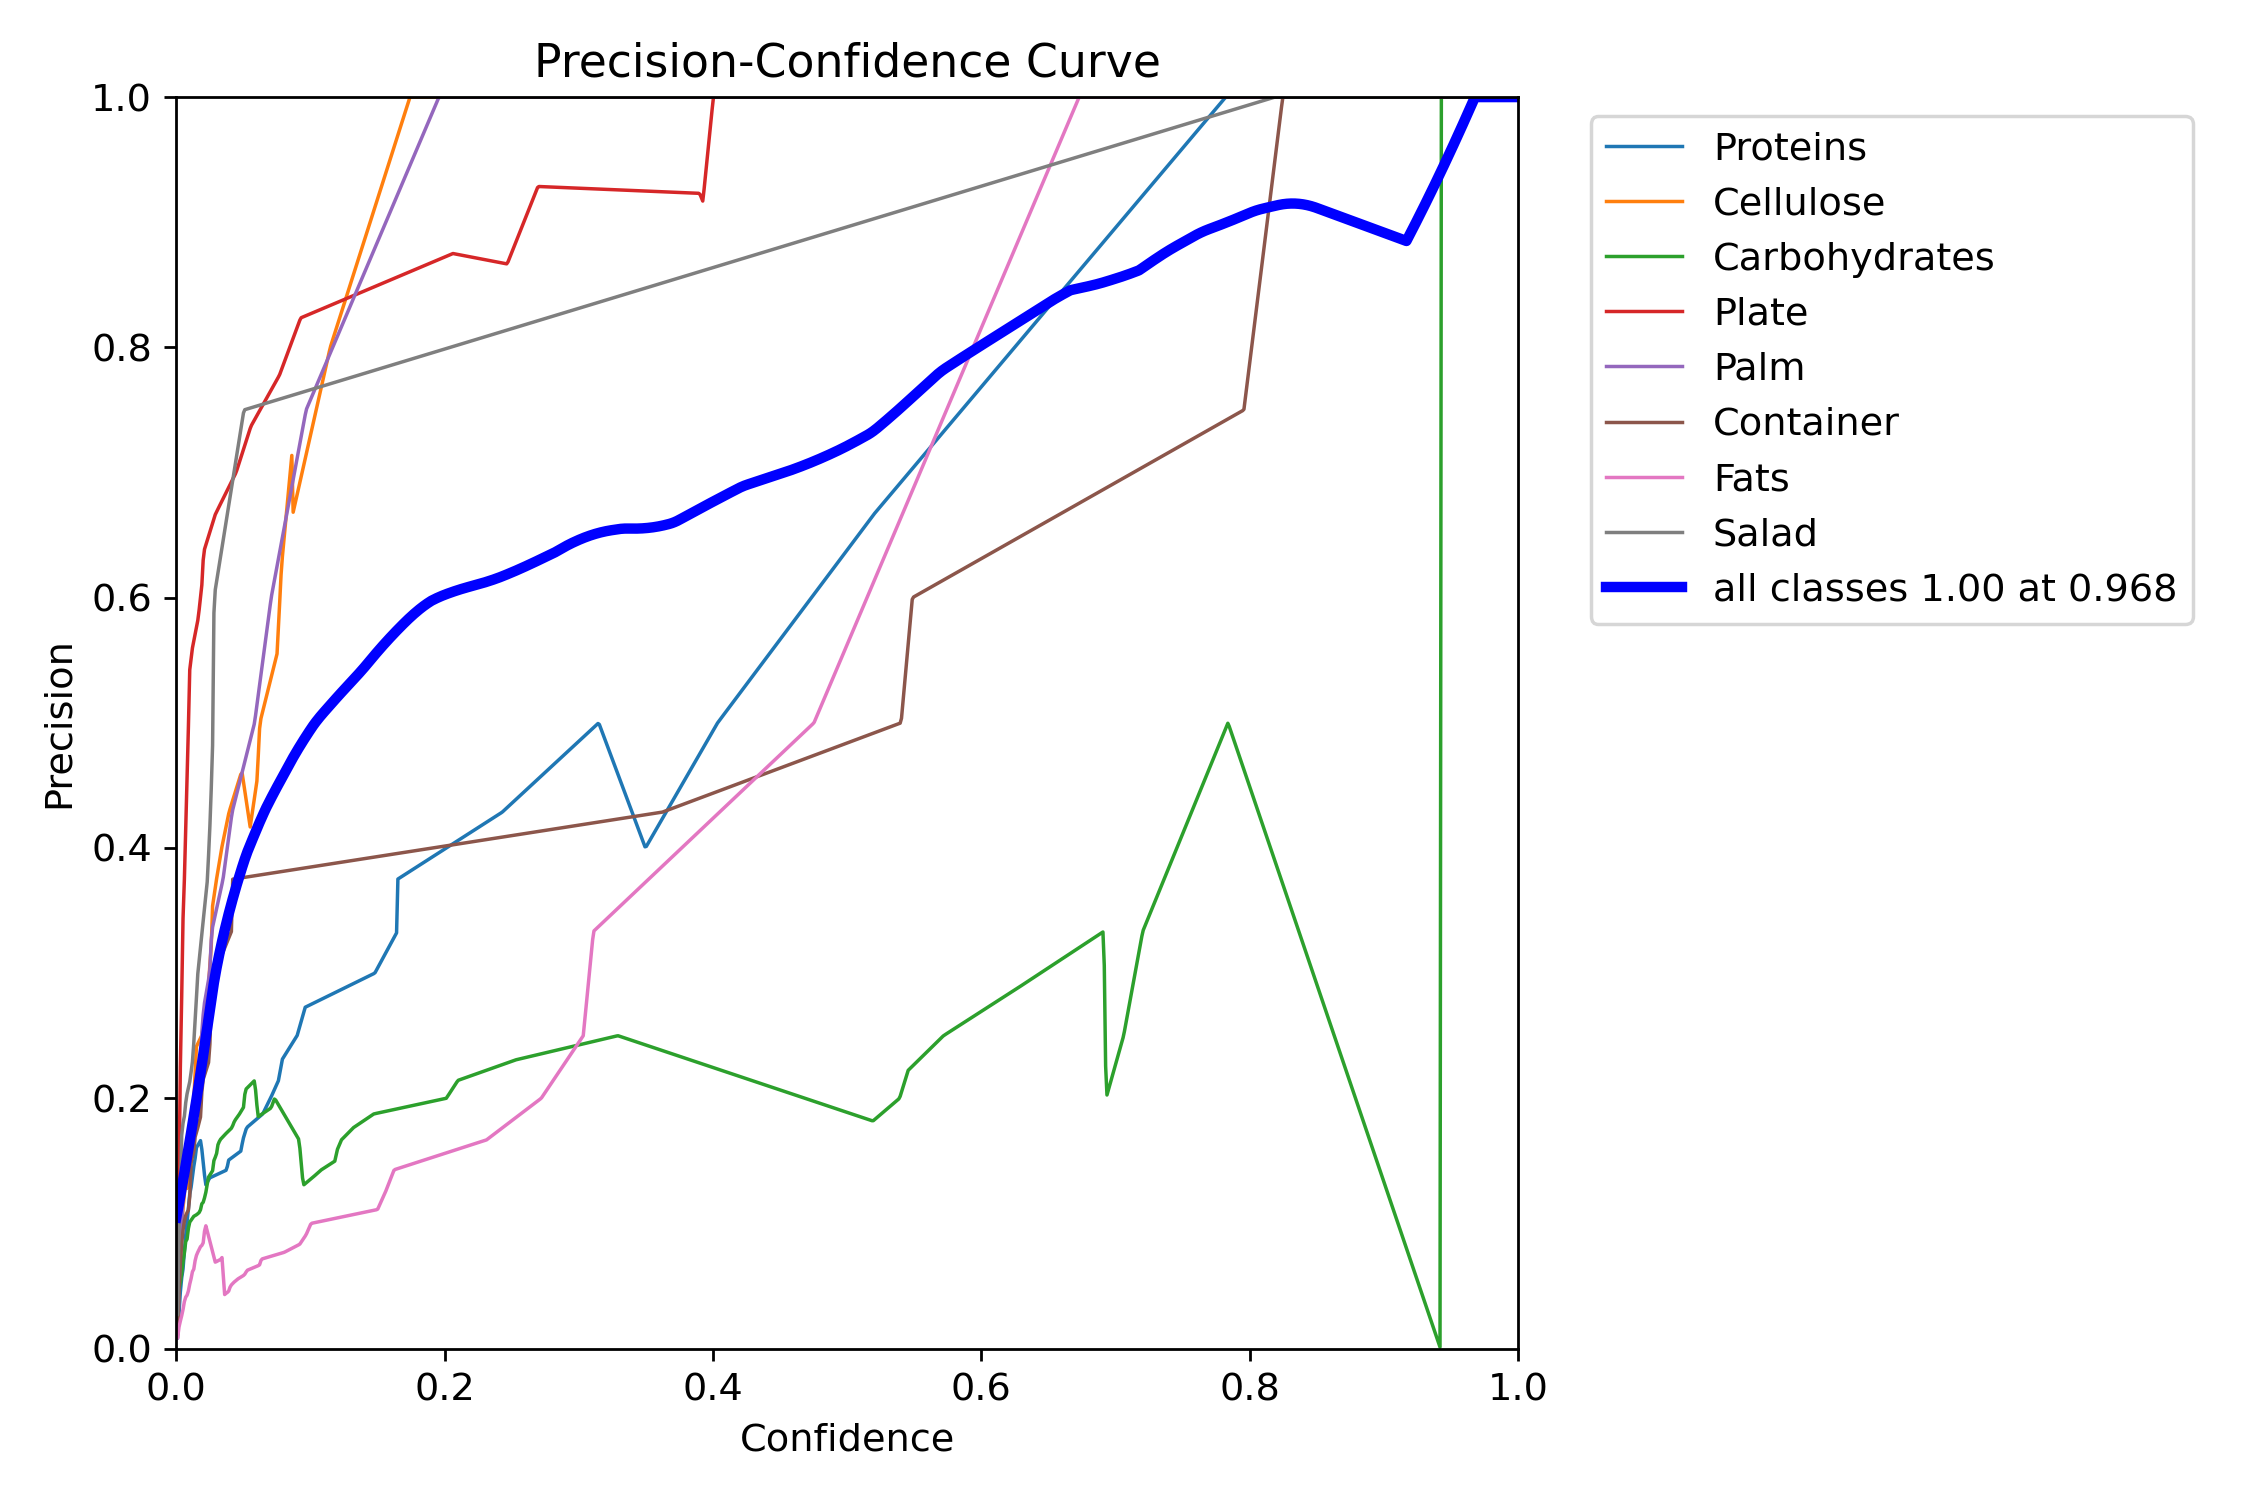 Precision-Confidence Curve
1.0
0.8
0.6
0.4
0.2
0.0
Precision
0.0 0.2 0.4 0.6 0.8 1.0
Confidence
Proteins
Cellulose
Carbohydrates
Plate
Palm
Container
Fats
Salad
all classes 1.00 at 0.968